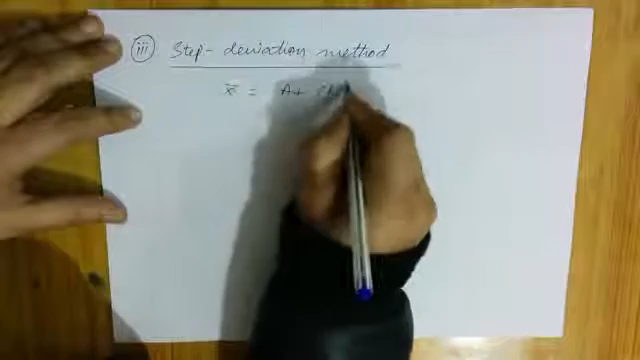 (iii) Step-deviation method
x̄ = A+